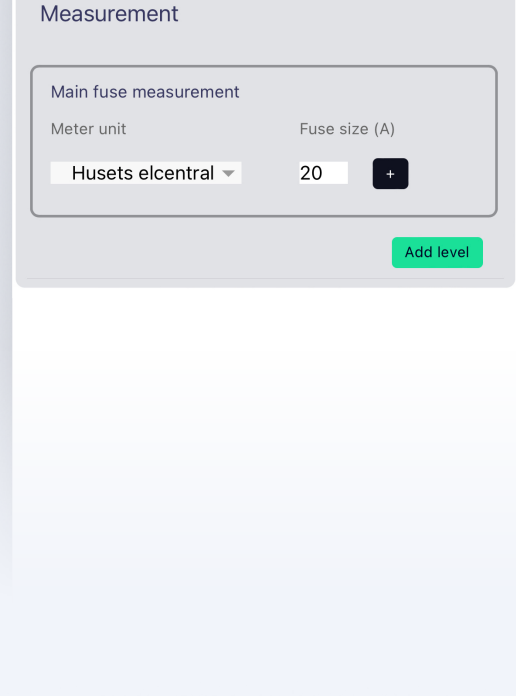 Measurement
Main fuse measurement
Meter unit Fuse size (A)
Husets elcentral 20 +
Add level